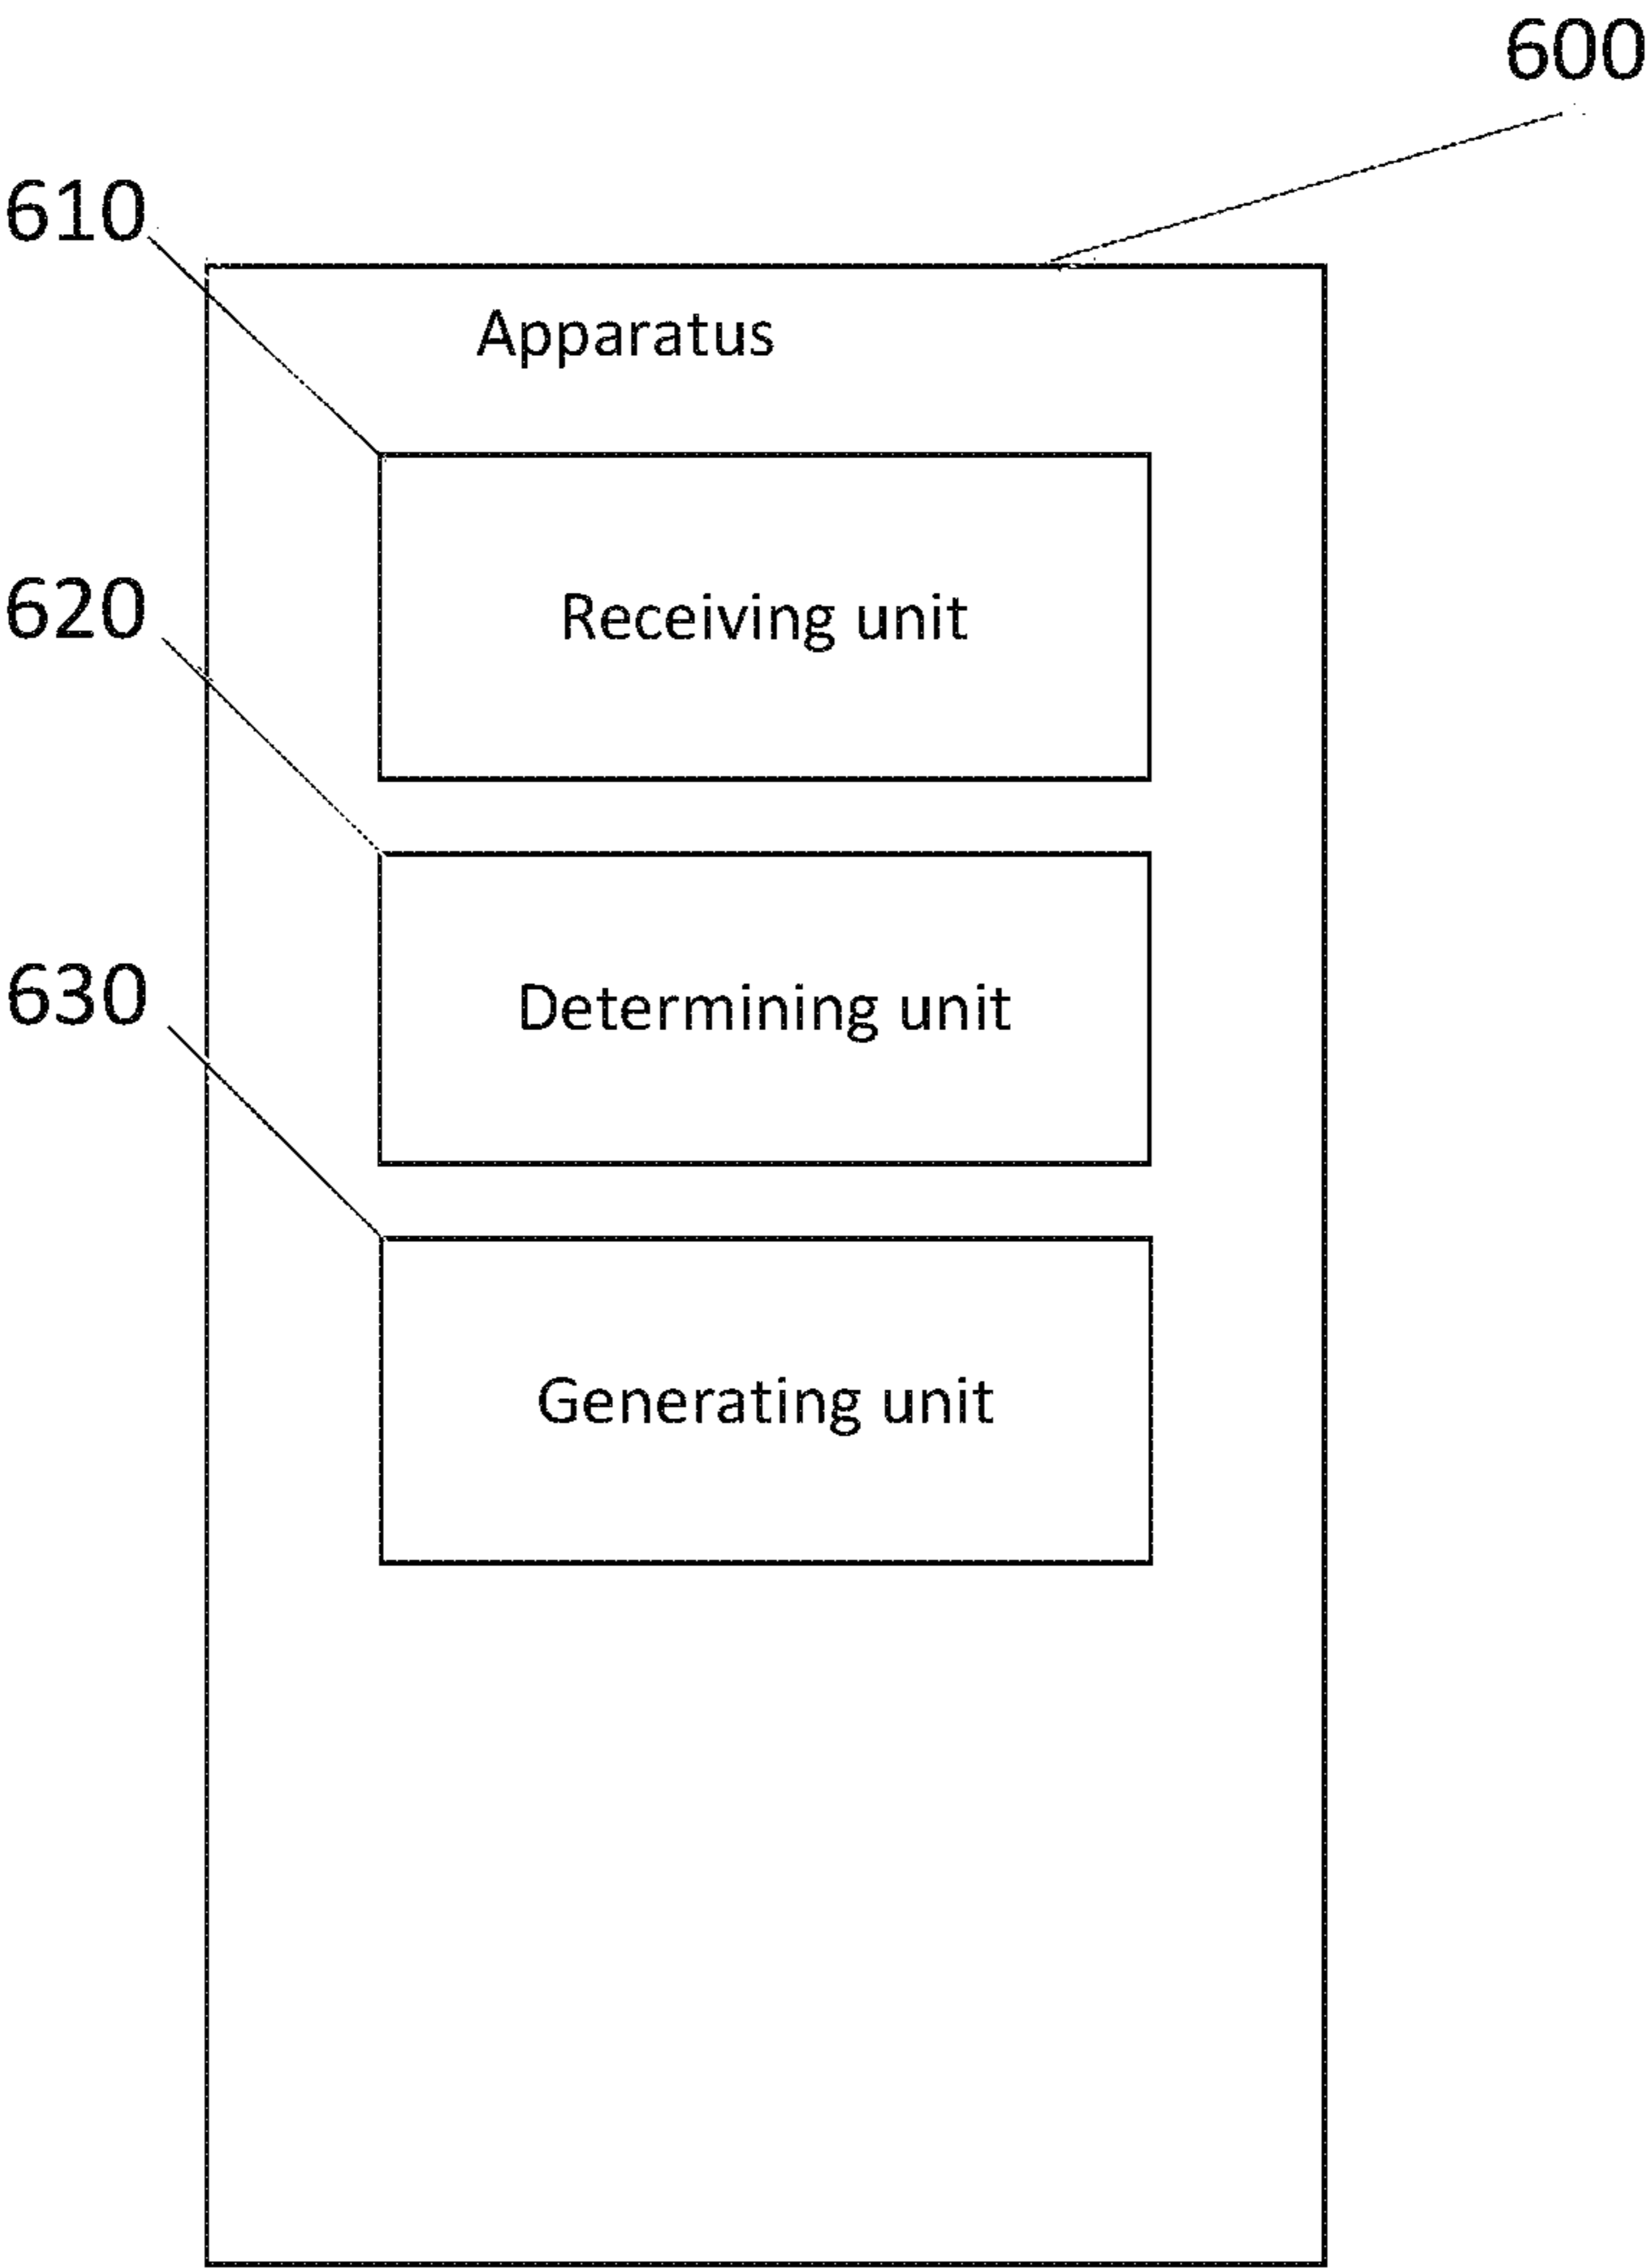 600
610
Apparatus
Receiving unit
620
Determining unit
630
Generating unit